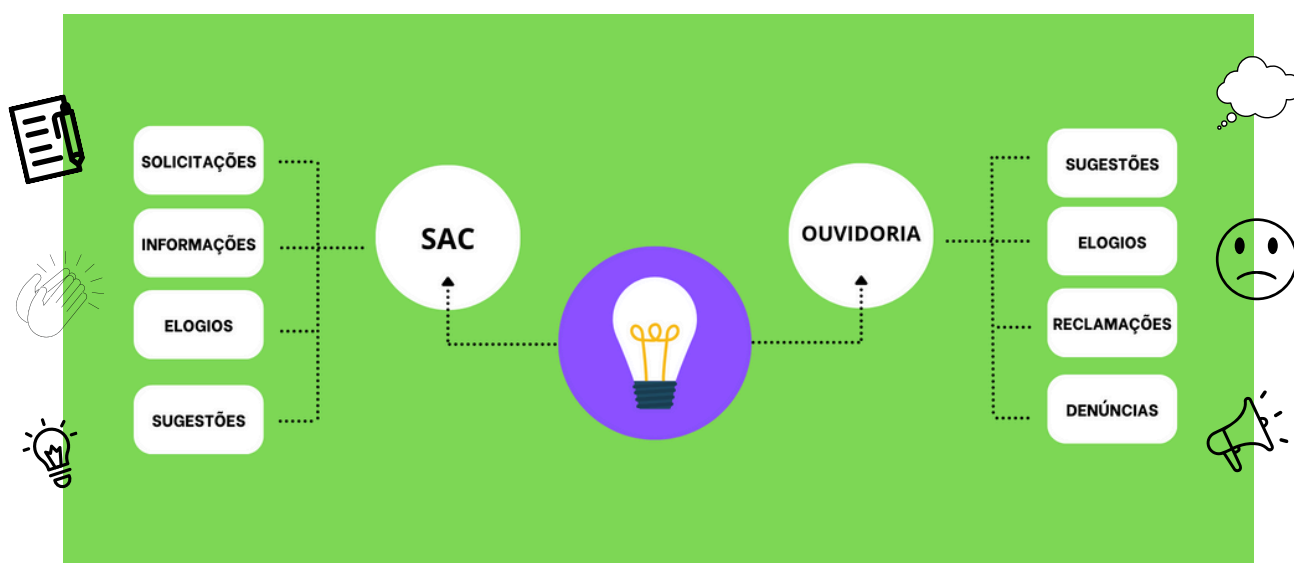 SOLICITAÇÕES
INFORMAÇÕES
ELOGIOS
SUGESTÕES
SAC
OUVIDORIA
SUGESTÕES
ELOGIOS
RECLAMAÇÕES
DENÚNCIAS